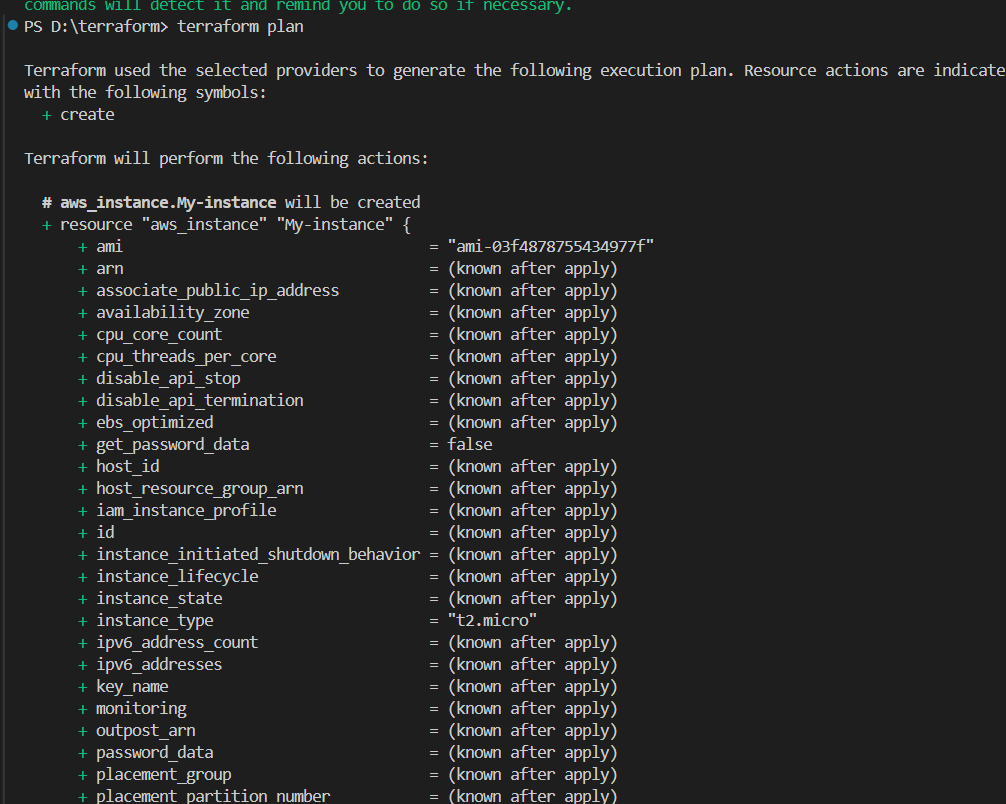 commands will detect it and remind you to do so if necessary.
PS D:\terraform> terraform plan
Terraform used the selected providers to generate the following execution plan. Resource actions are indicate
with the following symbols:
+ create
Terraform will perform the following actions:
# aws_instance.My-instance will be created
+ resource "aws_instance" "My-instance" {
+ ami = "ami-03f4878755434977f"
+ arn = (known after apply)
+ associate_public_ip_address = (known after apply)
+ availability_zone = (known after apply)
+ cpu_core_count = (known after apply)
+ cpu_threads_per_core = (known after apply)
+ disable_api_stop = (known after apply)
+ disable_api_termination = (known after apply)
+ ebs_optimized = (known after apply)
+ get_password_data = false
+ host_id = (known after apply)
+ host_resource_group_arn = (known after apply)
+ iam_instance_profile = (known after apply)
+ id = (known after apply)
+ instance_initiated_shutdown_behavior = (known after apply)
+ instance_lifecycle = (known after apply)
+ instance_state = (known after apply)
+ instance_type = "t2.micro"
+ ipv6_address_count = (known after apply)
+ ipv6_addresses = (known after apply)
+ key_name = (known after apply)
+ monitoring = (known after apply)
+ outpost_arn = (known after apply)
+ password_data = (known after apply)
+ placement_group = (known after apply)
+ placement_partition_number = (known after apply)